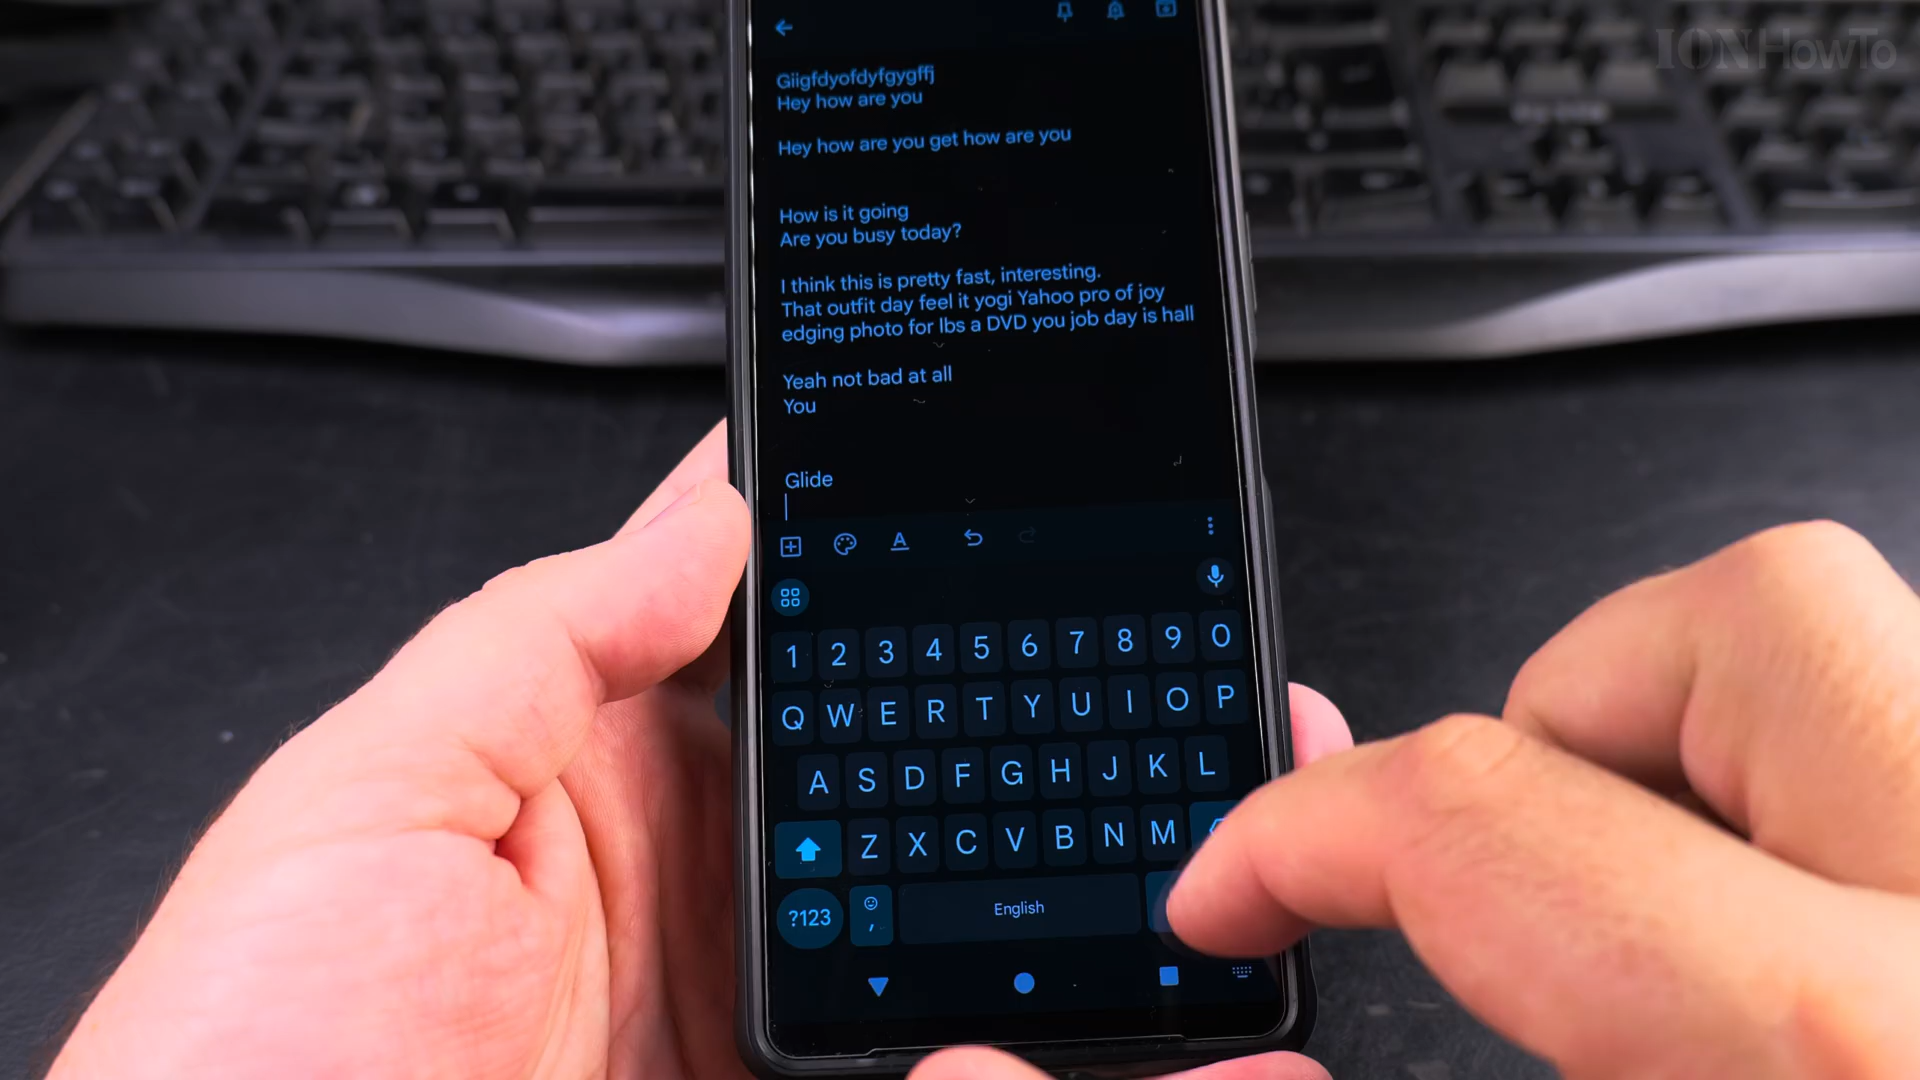 IONHowTo
Giigfdyofdyfgygffj
Hey how are you
Hey how are you get how are you
How is it going
Are you busy today?
I think this is pretty fast, interesting.
That outfit day feel it yogi Yahoo pro of joy
edging photo for lbs a DVD you job day is hall
Yeah not bad at all
You
Glide
A
1 2 3 4 5 6 7 8 9 0
Q W E R T Y U I O P
A S D F G H J K L
Z X C V B N M
?123 , English